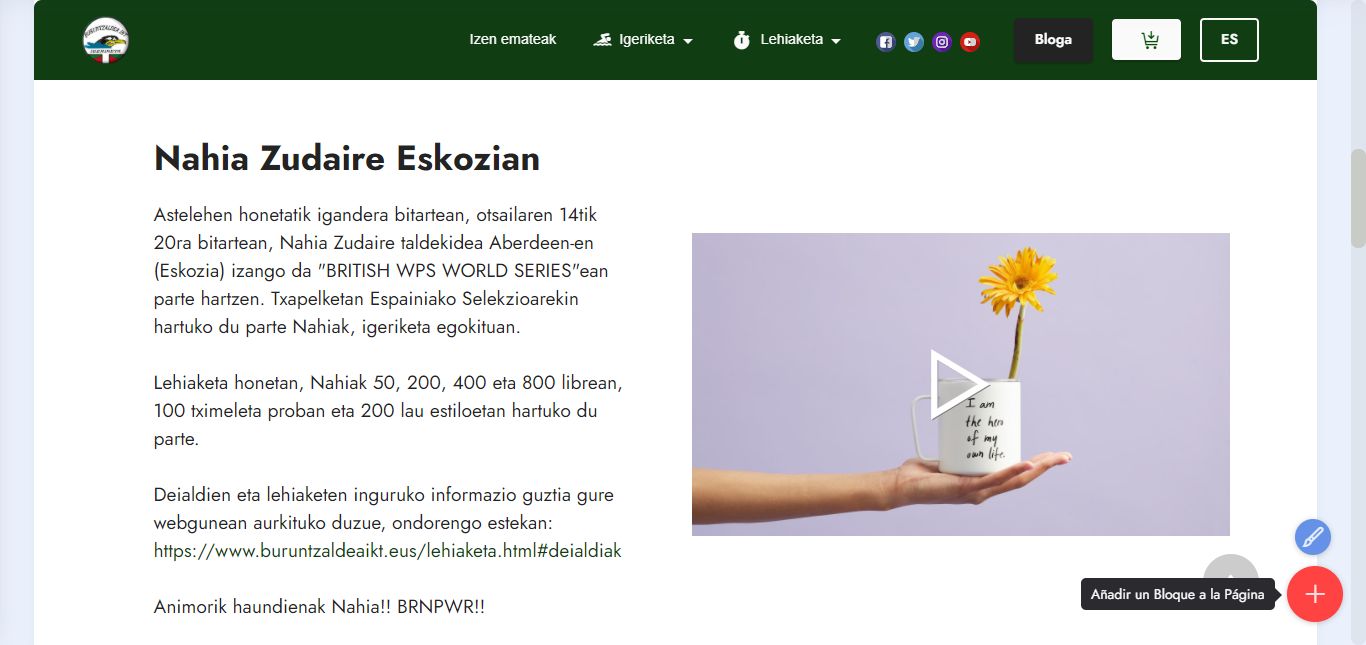 Izen emateak
Igeriketa
Lehiaketa
Bloga
ES
Nahia Zudaire Eskozian
Astelehen honetatik igandera bitartean, otsailaren 14tik
20ra bitartean, Nahia Zudaire taldekidea Aberdeen-en
(Eskozia) izango da "BRITISH WPS WORLD SERIES"ean
parte hartzen. Txapelketan Espainiako Selekzioarekin
hartuko du parte Nahiak, igeriketa egokituan.
Lehiaketa honetan, Nahiak 50, 200, 400 eta 800 librean,
100 tximeleta proban eta 200 lau estiloetan hartuko du
parte.
Deialdien eta lehiaketen inguruko informazio guztia gure
webgunean aurkituko duzue, ondorengo estekan:
https://www.buruntzaldeaikt.eus/lehiaketa.html#deialdiak
Animorik haundienak Nahia!! BRNPWR!!
I am
the hero
of my
own life.
Añadir un Bloque a la Página